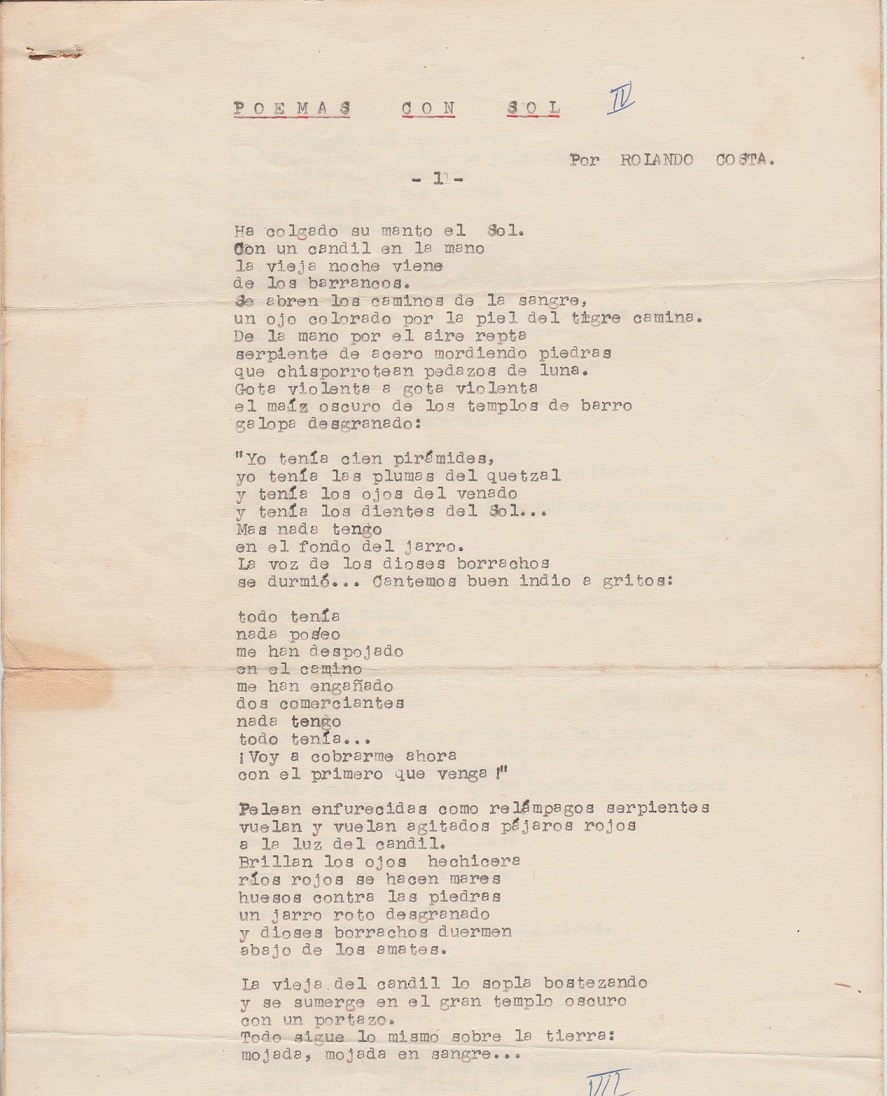 POEMAS CON SOL IV
Por ROLANDO COSTA.
- 1 -
Ha colgado su manto el Sol.
Con un candil en la mano
la vieja noche viene
de los barrancos.
Se abren los caminos de la sangre,
un ojo colorado por la piel del tigre camina.
De la mano por el aire repta
serpiente de acero mordiendo piedras
que chisporrotean pedazos de luna.
Gota violenta a gota violenta
el maíz oscuro de los templos de barro
galopa desgranado:
"Yo tenía cien pirámides,
yo tenía las plumas del quetzal
y tenía los ojos del venado
y tenía los dientes del Sol...
Mas nada tengo
en el fondo del jarro.
La voz de los dioses borrachos
se durmió... Cantemos buen indio a gritos:
todo tenía
nada poseo
me han despojado
en el camino
me han engañado
dos comerciantes
nada tengo
todo tenía...
¡Voy a cobrarme ahora
con el primero que venga!"
Pelean enfurecidas como relámpagos serpientes
vuelan y vuelan agitados pájaros rojos
a la luz del candil.
Brillan los ojos hechicera
ríos rojos se hacen mares
huesos contra las piedras
un jarro roto desgranado
y dioses borrachos duermen
abajo de los amates.
La vieja del candil lo sopla bostezando
y se sumerge en el gran templo oscuro
con un portazo.
Todo sigue lo mismo sobre la tierra:
mojada, mojada en sangre...
VII